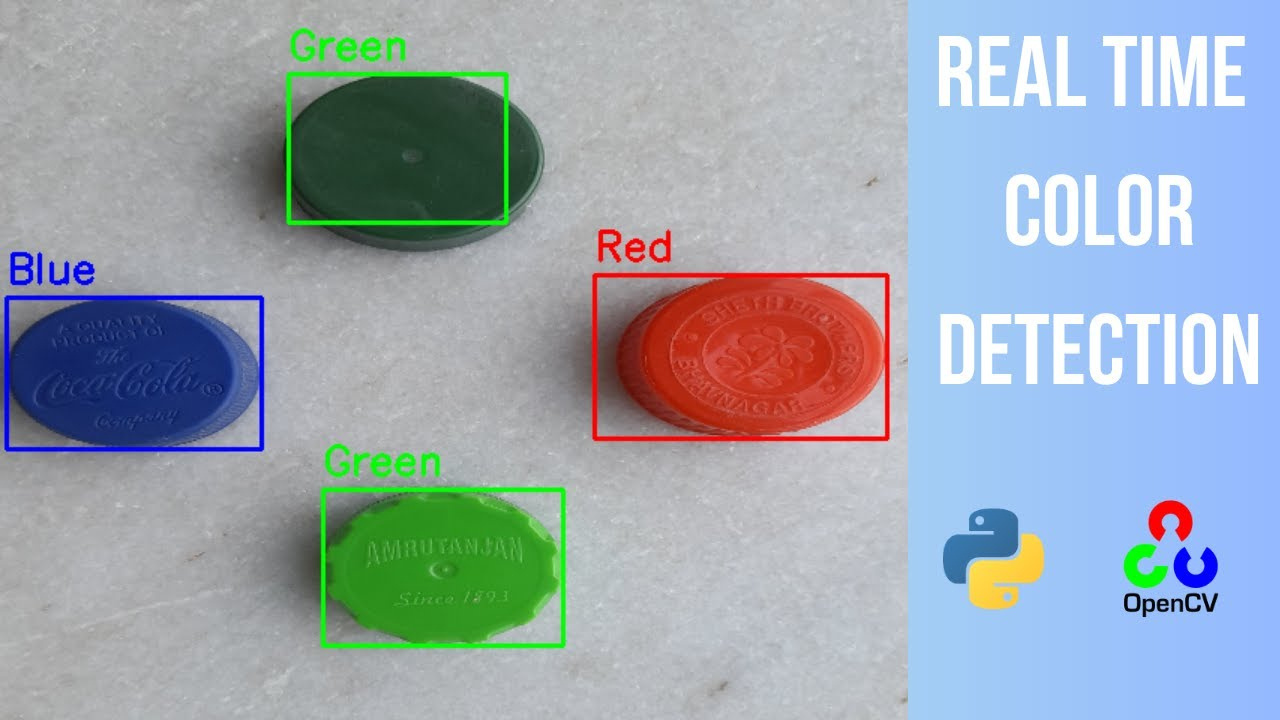 Green
REAL TIME
COLOR
DETECTION
Blue
Red
A QUALITY
PRODUCT OF
The
Coca-Cola®
Company
BHAVNAGAR
Green
AMRUTANJAN
Since 1893
OpenCV